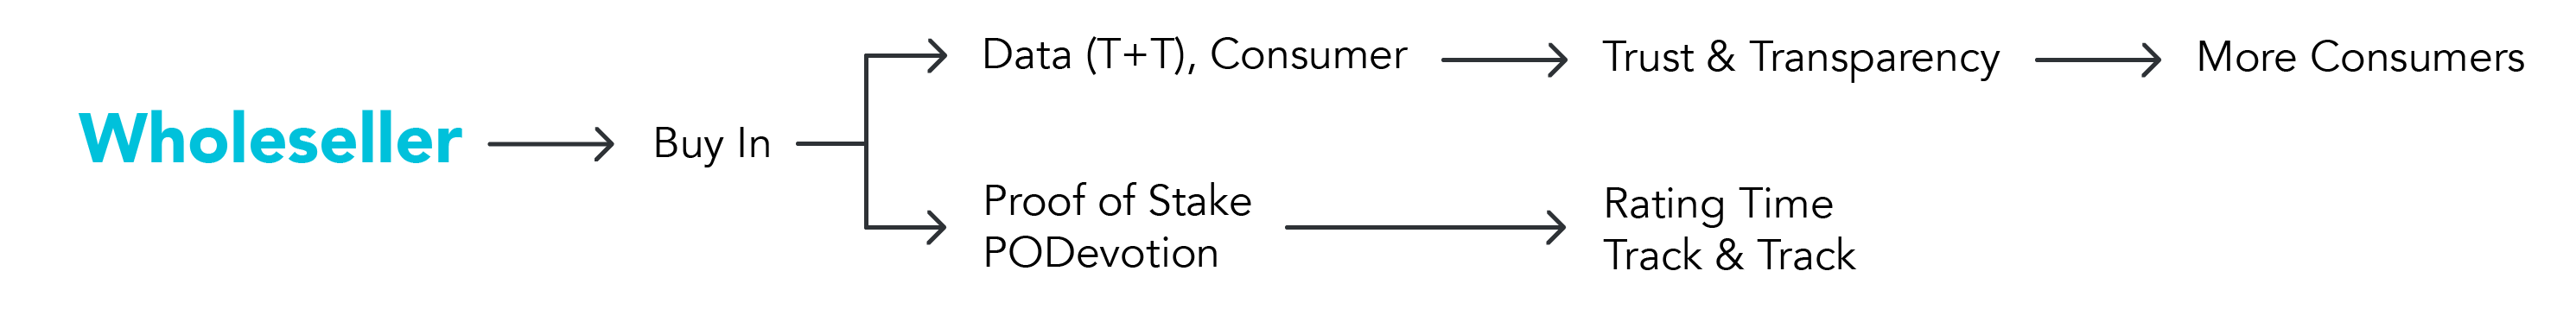 Wholeseller
Buy In
Data (T+T), Consumer
Trust & Transparency
More Consumers
Proof of Stake
PODevotion
Rating Time
Track & Track